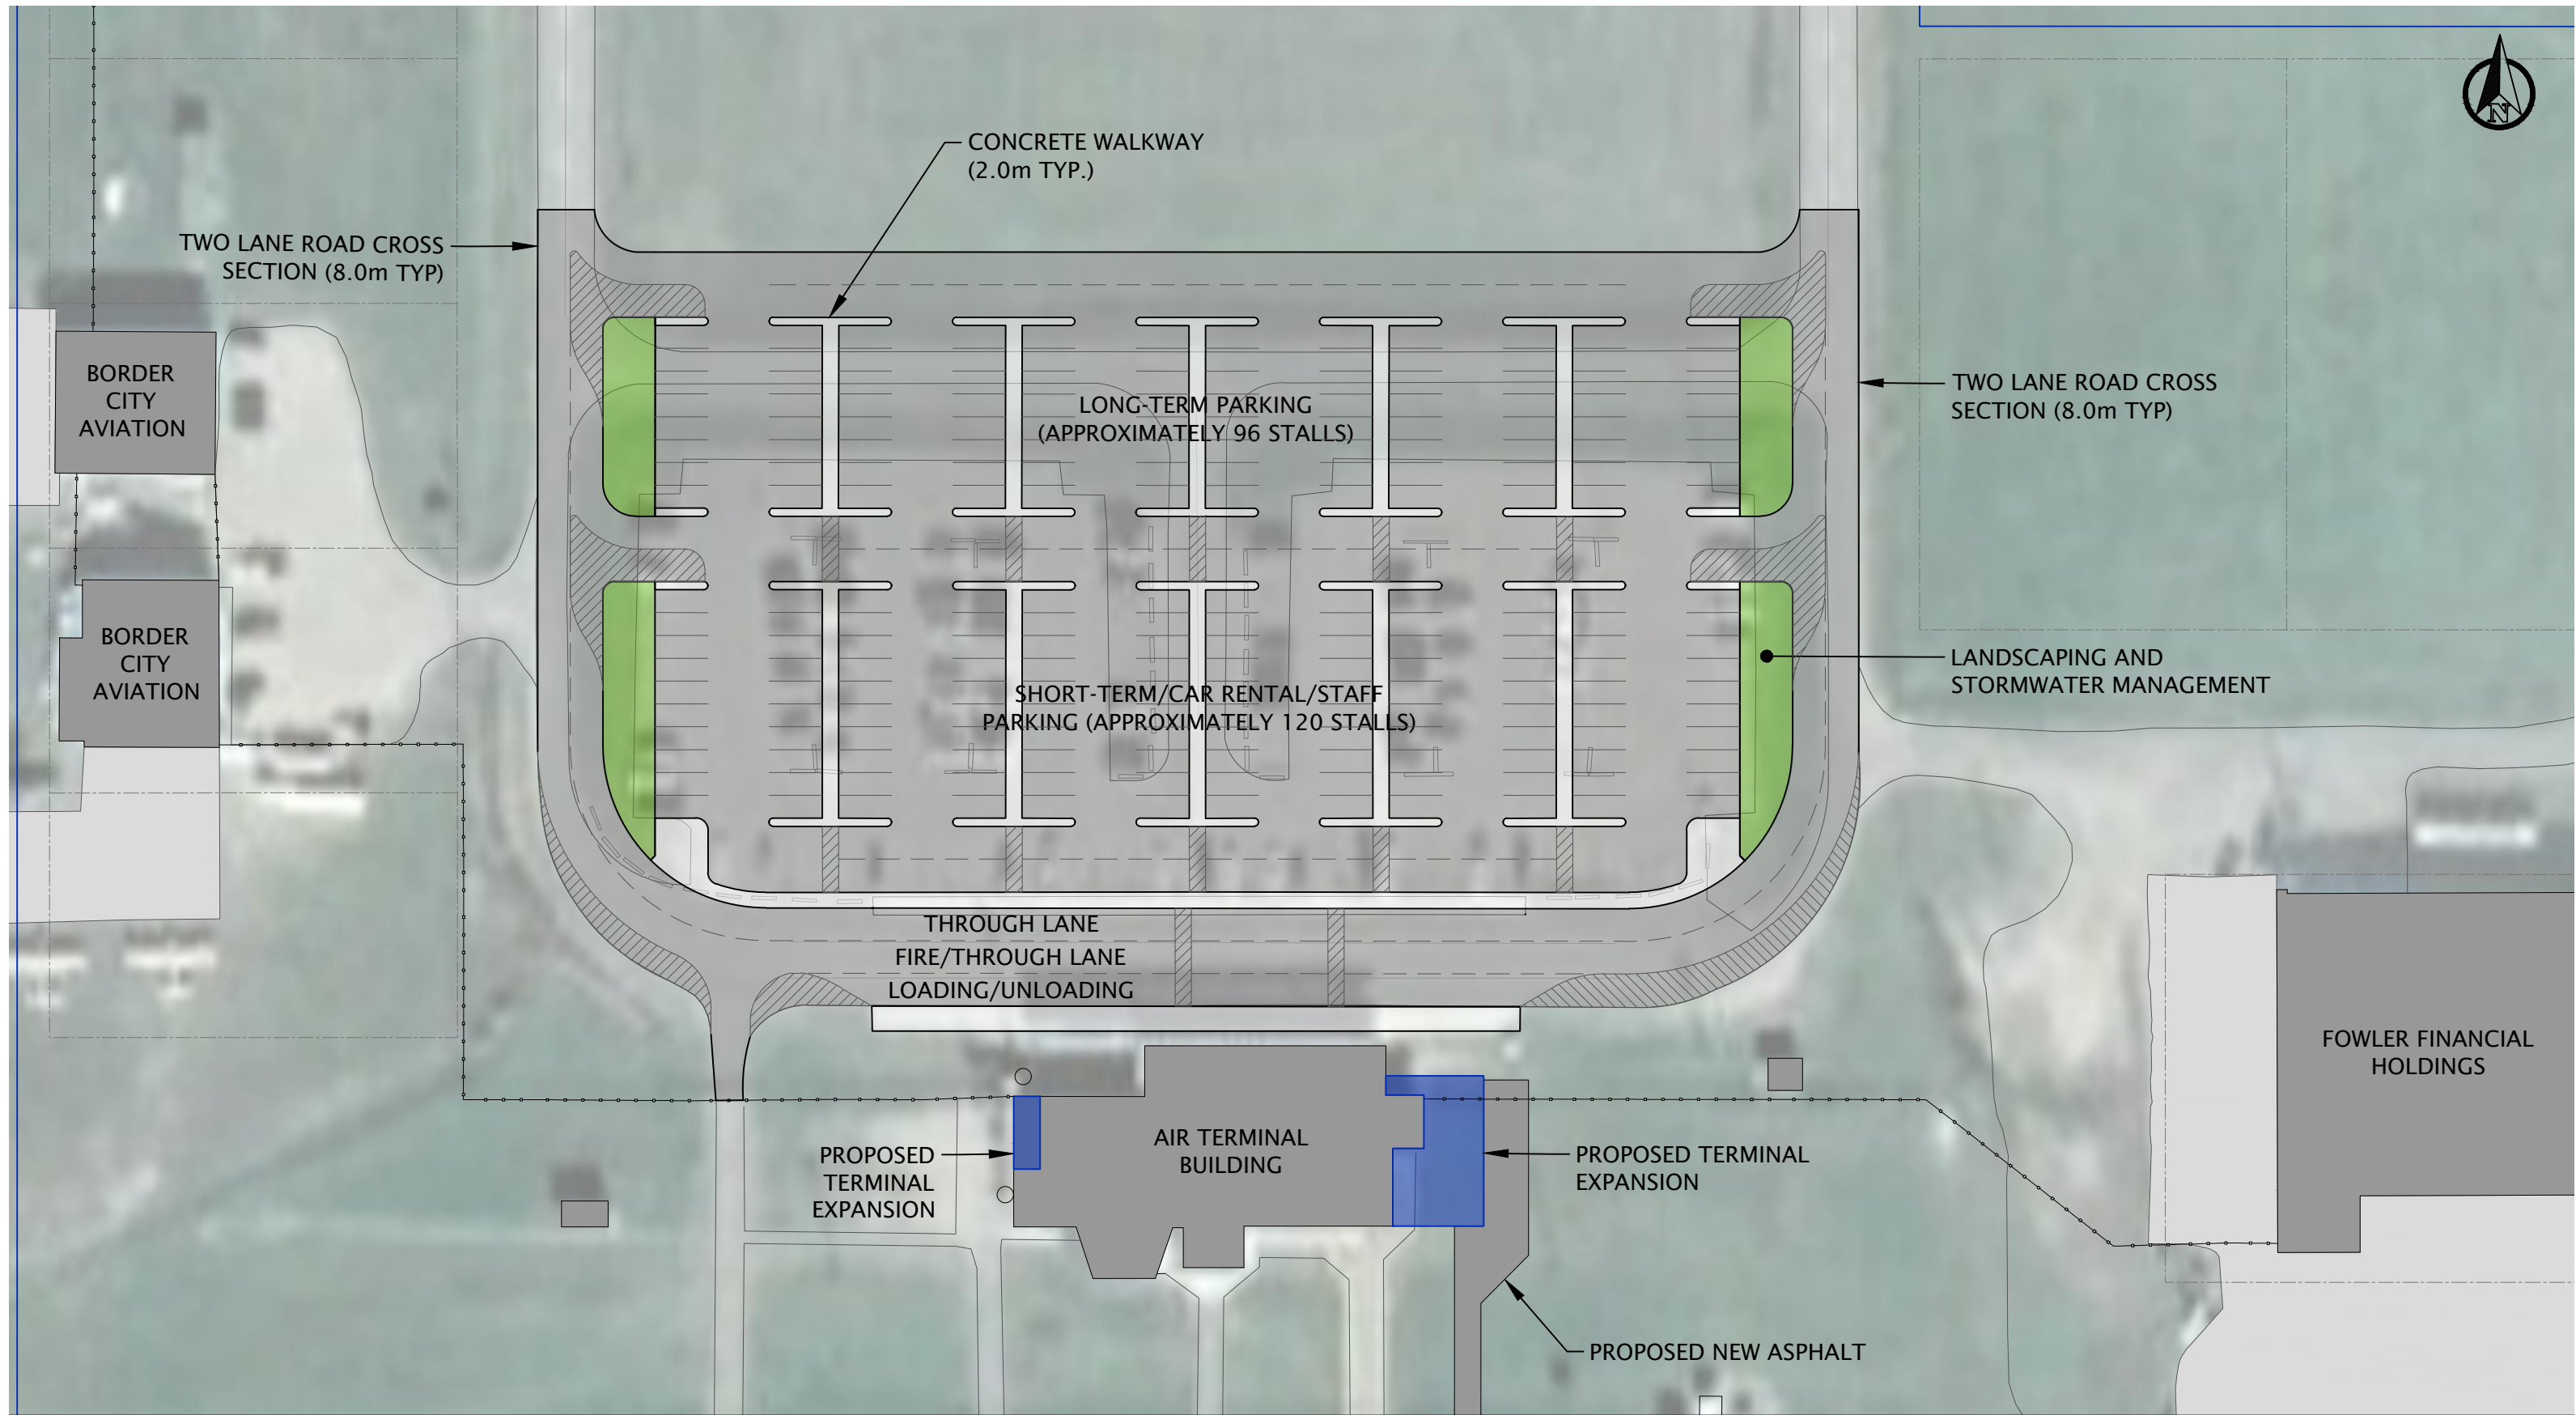 N
CONCRETE WALKWAY
(2.0m TYP.)
TWO LANE ROAD CROSS
SECTION (8.0m TYP)
BORDER
CITY
AVIATION
TWO LANE ROAD CROSS
SECTION (8.0m TYP)
LONG-TERM PARKING
(APPROXIMATELY 96 STALLS)
BORDER
CITY
AVIATION
LANDSCAPING AND
STORMWATER MANAGEMENT
SHORT-TERM/CAR RENTAL/STAFF
PARKING (APPROXIMATELY 120 STALLS)
THROUGH LANE
FIRE/THROUGH LANE
LOADING/UNLOADING
FOWLER FINANCIAL
HOLDINGS
PROPOSED
TERMINAL
EXPANSION
AIR TERMINAL
BUILDING
PROPOSED TERMINAL
EXPANSION
PROPOSED NEW ASPHALT